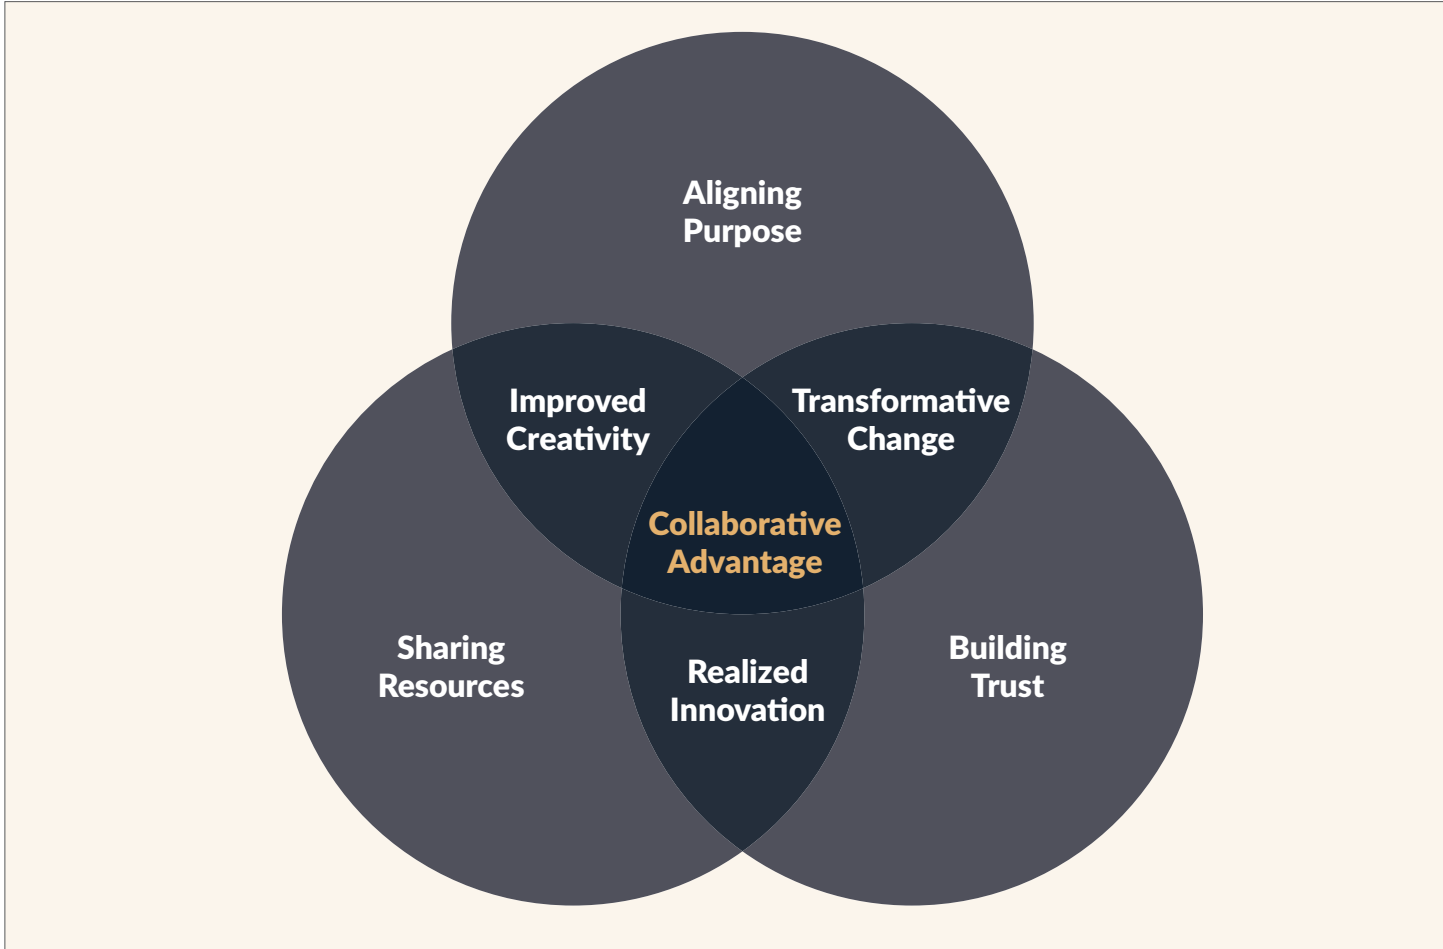 Aligning
Purpose
Improved
Creativity
Transformative
Change
Collaborative
Advantage
Sharing
Resources
Building
Trust
Realized
Innovation